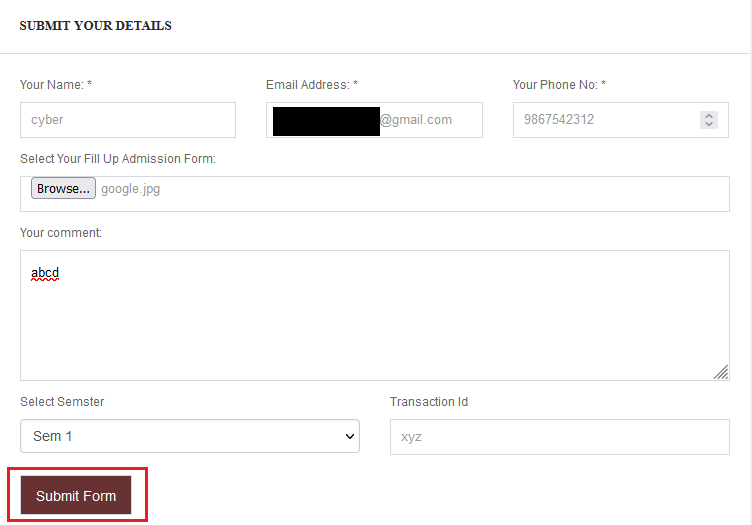 SUBMIT YOUR DETAILS
Your Name: * Email Address: * Your Phone No: *
cyber @gmail.com 9867542312
Select Your Fill Up Admission Form:
Browse... google.jpg
Your comment:
abcd
Select Semster Transaction Id
Sem 1 xyz
Submit Form